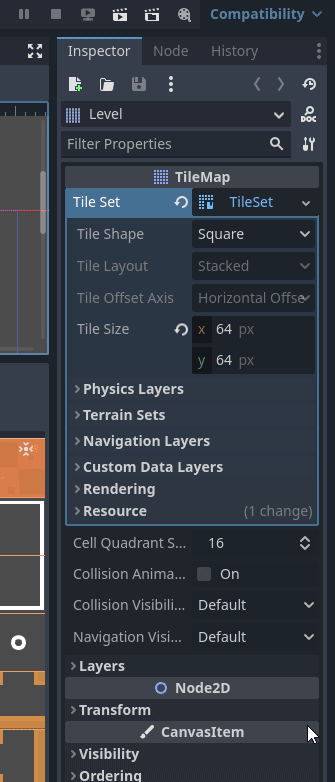 Compatibility
Inspector Node History
Level
Filter Properties
TileMap
Tile Set TileSet
Tile Shape Square
Tile Layout Stacked
Tile Offset Axis Horizontal Offse
Tile Size x 64 px
y 64 px
Physics Layers
Terrain Sets
Navigation Layers
Custom Data Layers
Rendering
Resource (1 change)
Cell Quadrant S... 16
Collision Anima... On
Collision Visibili... Default
Navigation Visi... Default
Layers
Node2D
Transform
CanvasItem
Visibility
Ordering